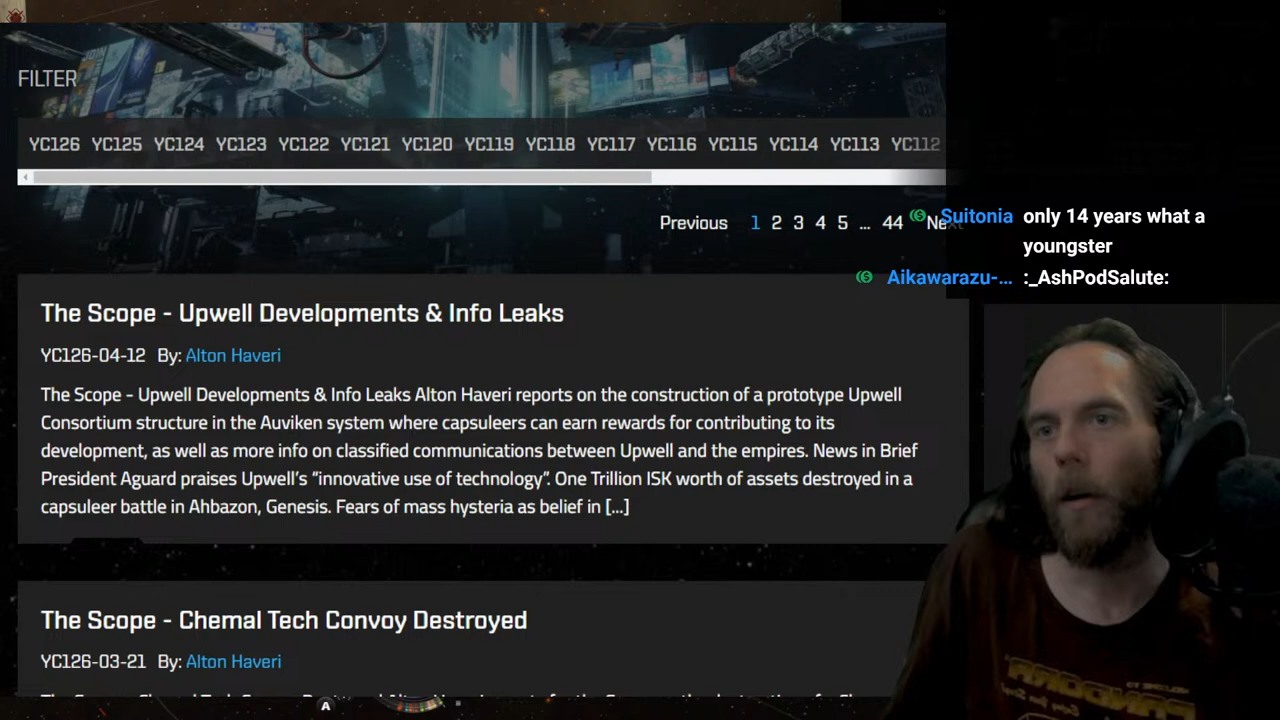 FILTER
YC126 YC125 YC124 YC123 YC122 YC121 YC120 YC119 YC118 YC117 YC116 YC115 YC114 YC113 YC112
Previous 1 2 3 4 5 ... 44
Suitonia only 14 years what a
youngster
Aikawarazu-... :_AshPodSalute:
The Scope - Upwell Developments & Info Leaks
YC126-04-12 By: Alton Haveri
The Scope - Upwell Developments & Info Leaks Alton Haveri reports on the construction of a prototype Upwell
Consortium structure in the Auviken system where capsuleers can earn rewards for contributing to its
development, as well as more info on classified communications between Upwell and the empires. News in Brief
President Aguard praises Upwell's “innovative use of technology”. One Trillion ISK worth of assets destroyed in a
capsuleer battle in Ahbazon, Genesis. Fears of mass hysteria as belief in [...]
The Scope - Chemal Tech Convoy Destroyed
YC126-03-21 By: Alton Haveri
A